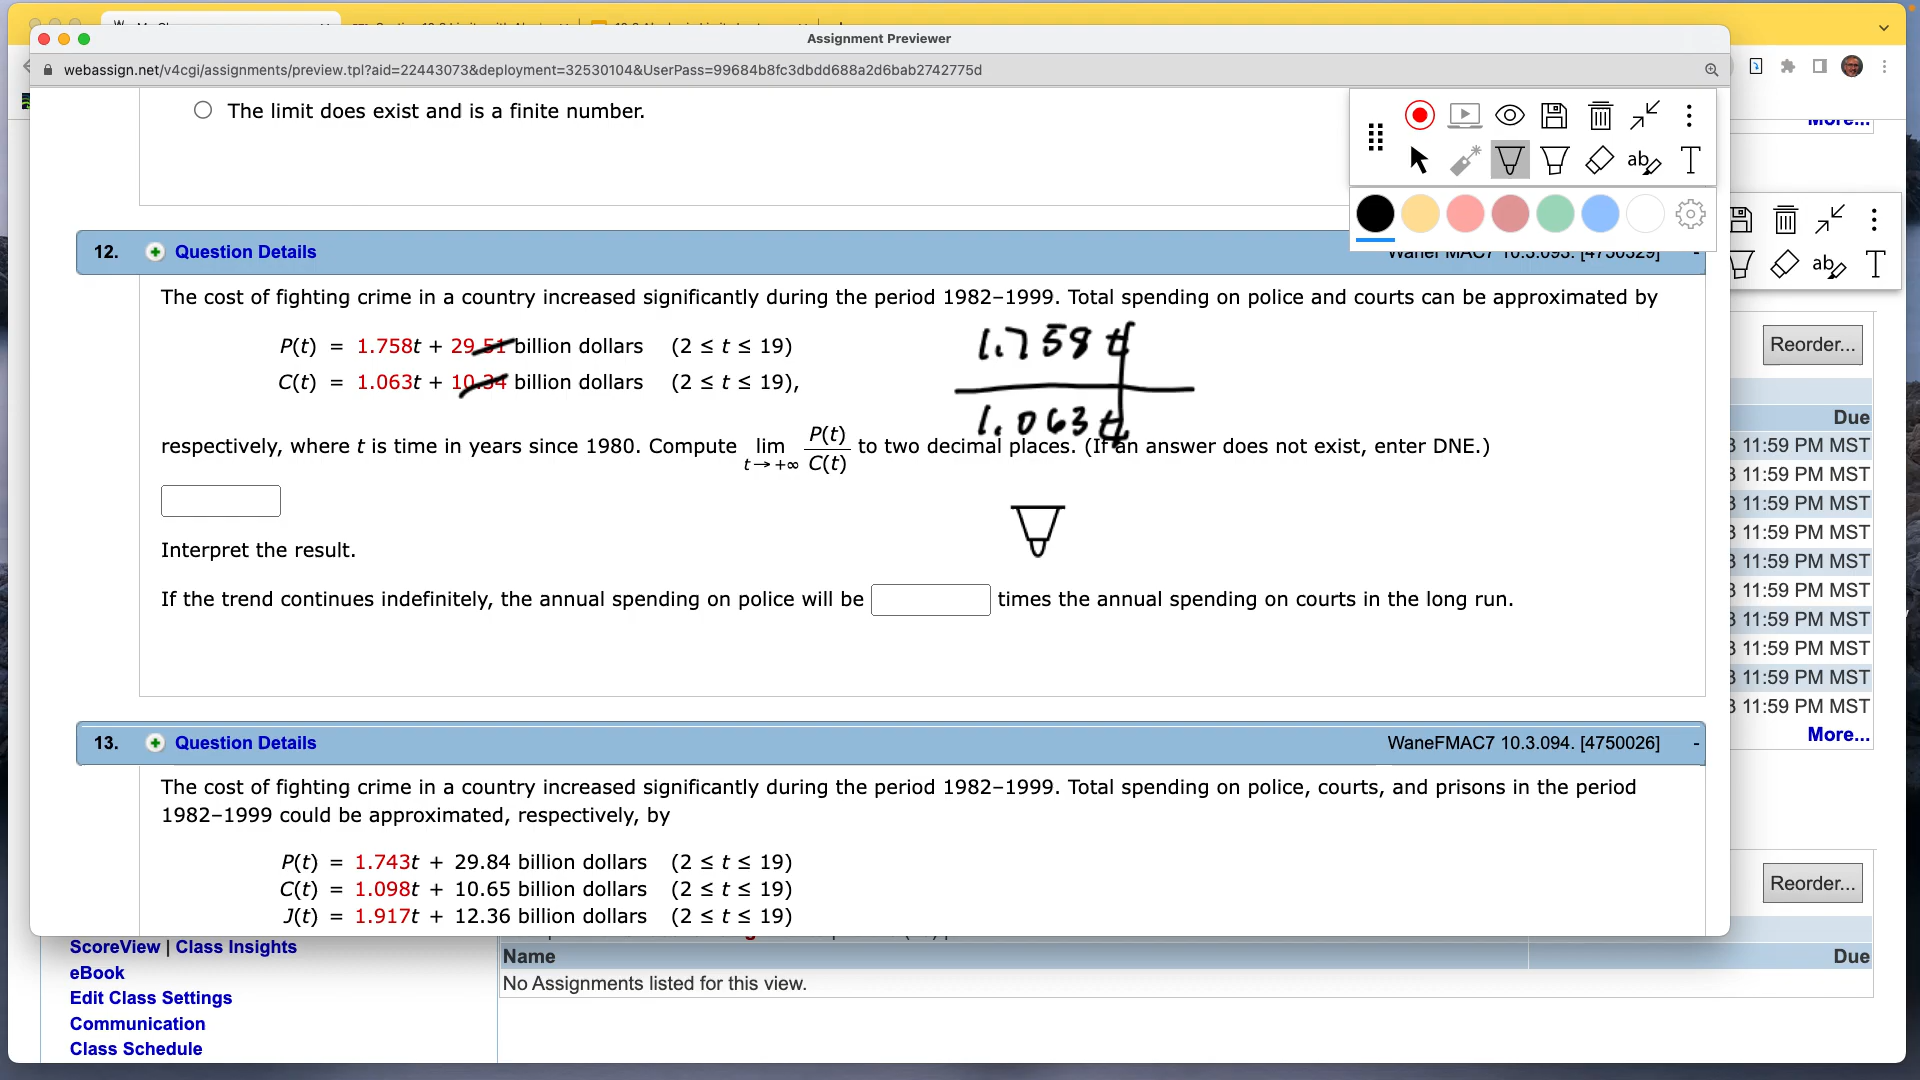 Assignment Previewer
webassign.net/v4cgi/assignments/preview.tpl?aid=22443073&deployment=32530104&UserPass=99684b8fc3dbdd688a2d6bab2742775d
The limit does exist and is a finite number.
More...
12. Question Details
The cost of fighting crime in a country increased significantly during the period 1982–1999. Total spending on police and courts can be approximated by
P(t) = 1.758t + 29.51 billion dollars (2 ≤ t ≤ 19)
C(t) = 1.063t + 10.34 billion dollars (2 ≤ t ≤ 19),
1.758 t
1.063 t
respectively, where t is time in years since 1980. Compute lim t→+∞ P(t)/C(t) to two decimal places. (If an answer does not exist, enter DNE.)
Interpret the result.
If the trend continues indefinitely, the annual spending on police will be times the annual spending on courts in the long run.
13. Question Details WaneFMAC7 10.3.094. [4750026] -
The cost of fighting crime in a country increased significantly during the period 1982–1999. Total spending on police, courts, and prisons in the period
1982–1999 could be approximated, respectively, by
P(t) = 1.743t + 29.84 billion dollars (2 ≤ t ≤ 19)
C(t) = 1.098t + 10.65 billion dollars (2 ≤ t ≤ 19)
J(t) = 1.917t + 12.36 billion dollars (2 ≤ t ≤ 19)
ab T
ab T
Reorder...
Due
11:59 PM MST
11:59 PM MST
11:59 PM MST
11:59 PM MST
11:59 PM MST
11:59 PM MST
11:59 PM MST
11:59 PM MST
11:59 PM MST
11:59 PM MST
More...
Reorder...
ScoreView | Class Insights
eBook
Edit Class Settings
Communication
Class Schedule
Name Due
No Assignments listed for this view.